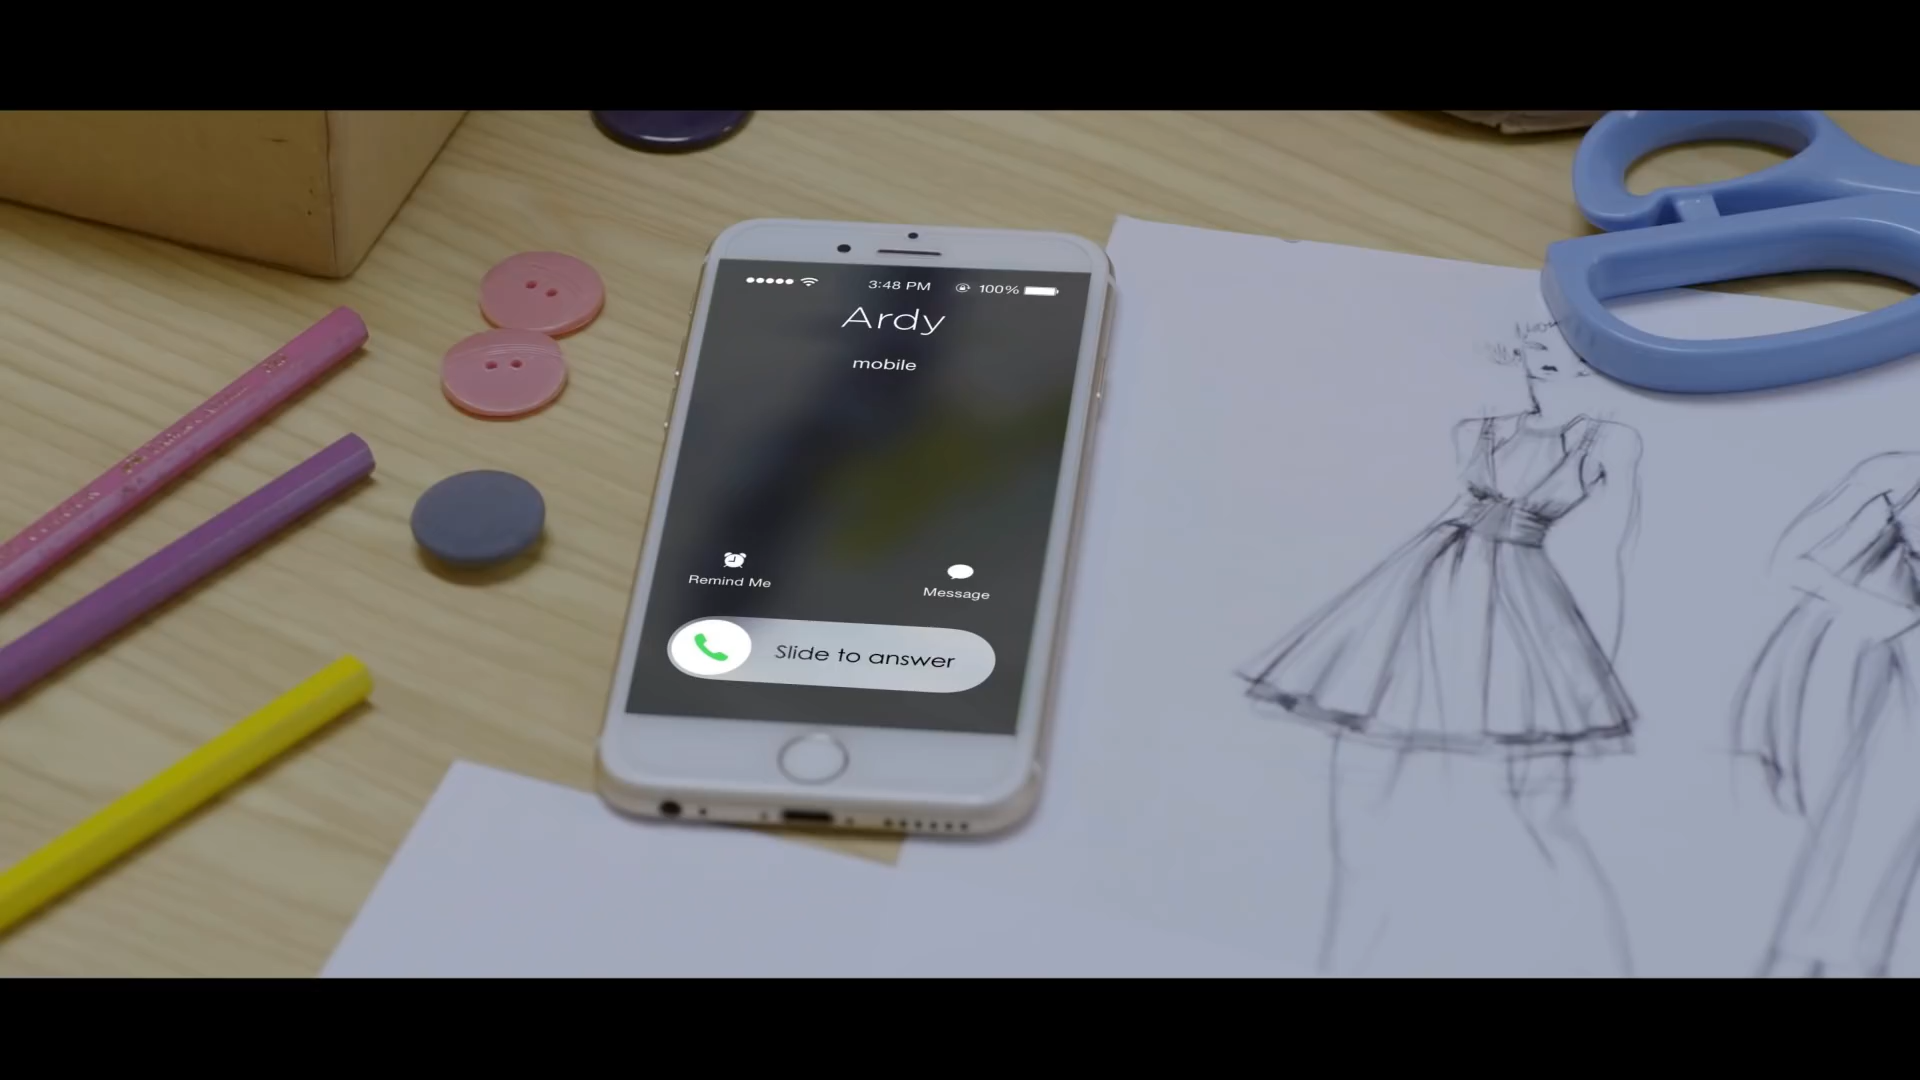 3:48 PM 100%
Ardy
mobile
Remind Me
Message
Slide to answer